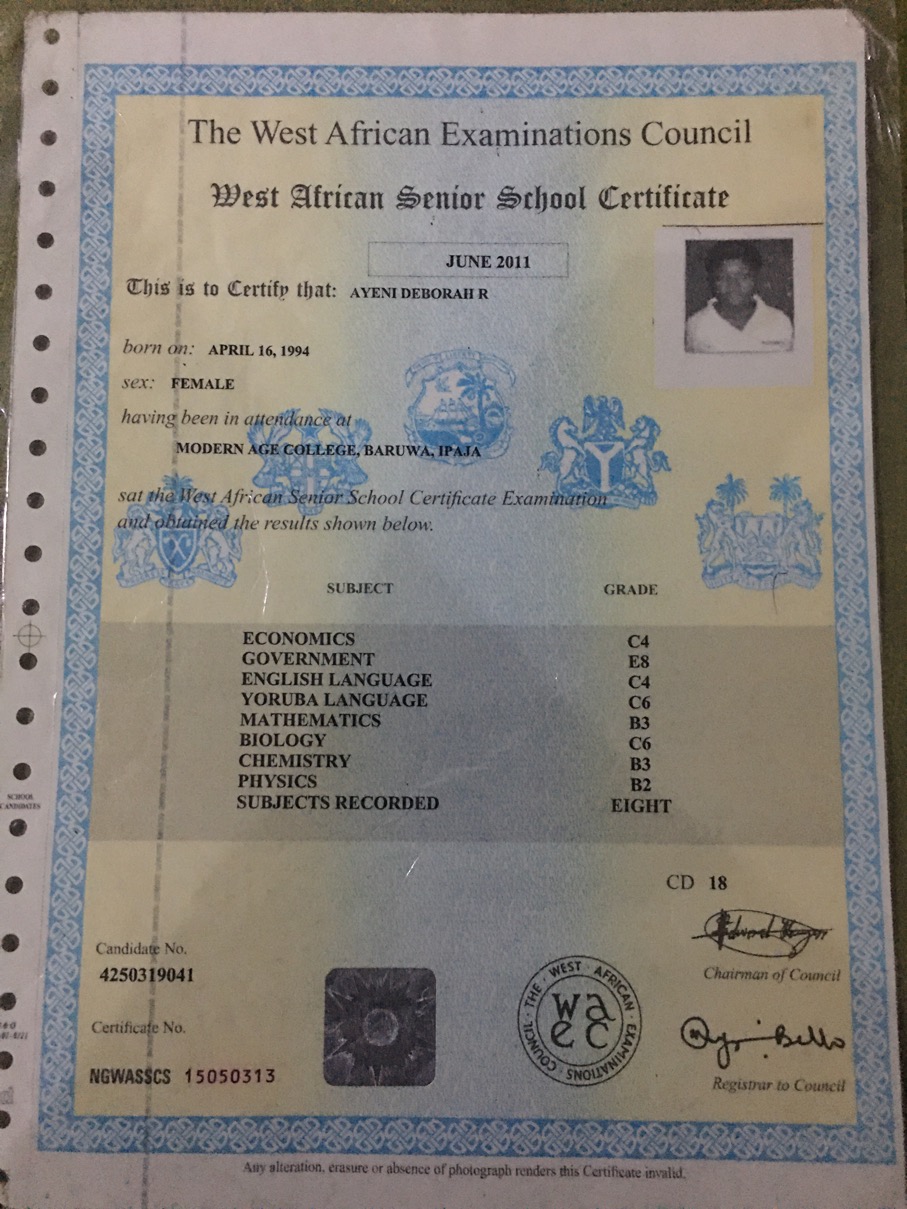 The West African Examinations Council
West African Senior School Certificate
JUNE 2011
This is to Certify that: AYENI DEBORAH R
born on: APRIL 16, 1994
sex: FEMALE
having been in attendance at
MODERN AGE COLLEGE, BARUWA, IPAJA
sat the West African Senior School Certificate Examination
and obtained the results shown below.
SUBJECT GRADE
ECONOMICS C4
GOVERNMENT E8
ENGLISH LANGUAGE C4
YORUBA LANGUAGE C6
MATHEMATICS B3
BIOLOGY C6
CHEMISTRY B3
PHYSICS B2
SUBJECTS RECORDED EIGHT
SCHOOL
CANDIDATES
CD 18
Chairman of Council
Candidate No.
4250319041
THE · WEST · AFRICAN · EXAMINATIONS · COUNCIL
wa
ec
Certificate No.
Bello
Registrar to Council
NGWASSCS 15050313
Any alteration, erasure or absence of photograph renders this Certificate invalid.